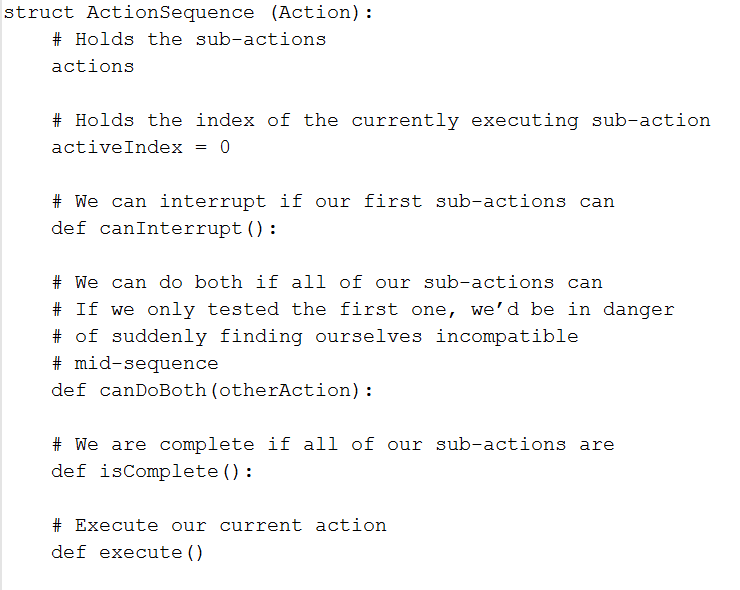 struct ActionSequence (Action):
# Holds the sub-actions
actions
# Holds the index of the currently executing sub-action
activeIndex = 0
# We can interrupt if our first sub-actions can
def canInterrupt():
# We can do both if all of our sub-actions can
# If we only tested the first one, we’d be in danger
# of suddenly finding ourselves incompatible
# mid-sequence
def canDoBoth(otherAction):
# We are complete if all of our sub-actions are
def isComplete():
# Execute our current action
def execute()